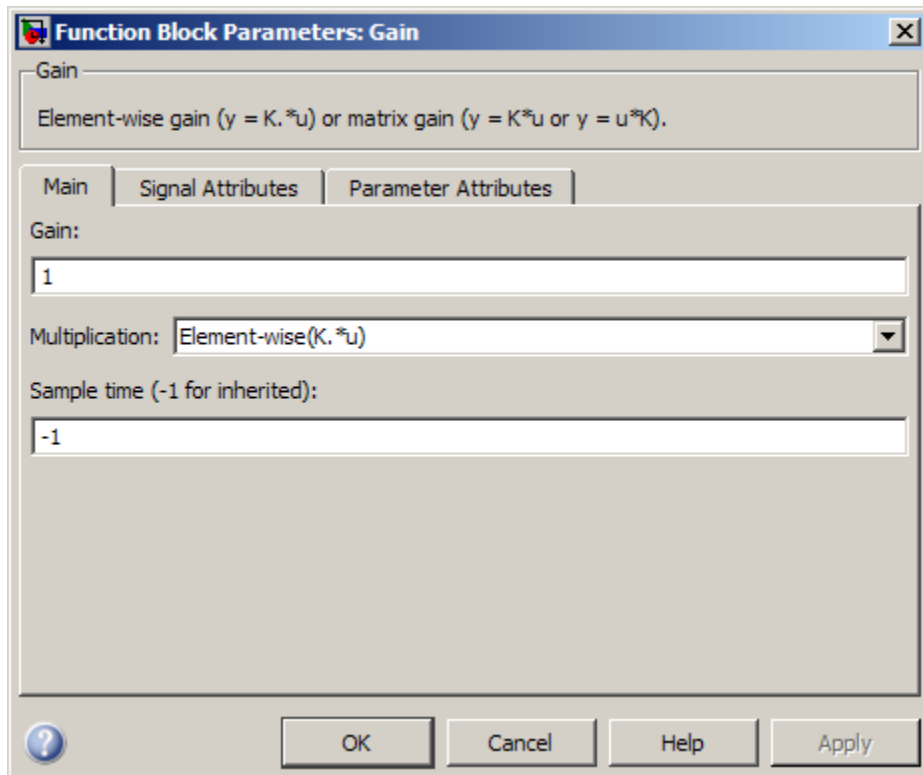 Function Block Parameters: Gain
Gain
Element-wise gain (y = K.*u) or matrix gain (y = K*u or y = u*K).
Main Signal Attributes Parameter Attributes
Gain:
1
Multiplication: Element-wise(K.*u)
Sample time (-1 for inherited):
-1
OK Cancel Help Apply